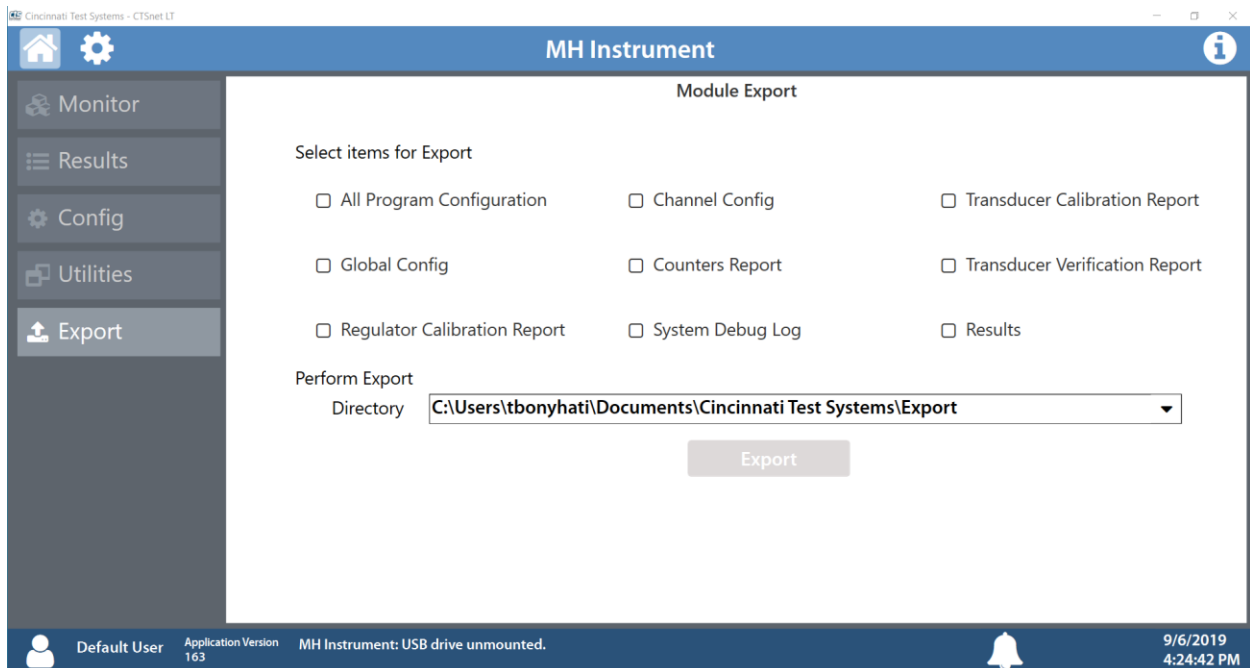 Cincinnati Test Systems - CTSnet LT
MH Instrument
Monitor
Results
Config
Utilities
Export
Module Export
Select items for Export
All Program Configuration
Channel Config
Transducer Calibration Report
Global Config
Counters Report
Transducer Verification Report
Regulator Calibration Report
System Debug Log
Results
Perform Export
Directory C:\Users\tbonyhati\Documents\Cincinnati Test Systems\Export
Export
Default User
Application Version
163
MH Instrument: USB drive unmounted.
9/6/2019
4:24:42 PM